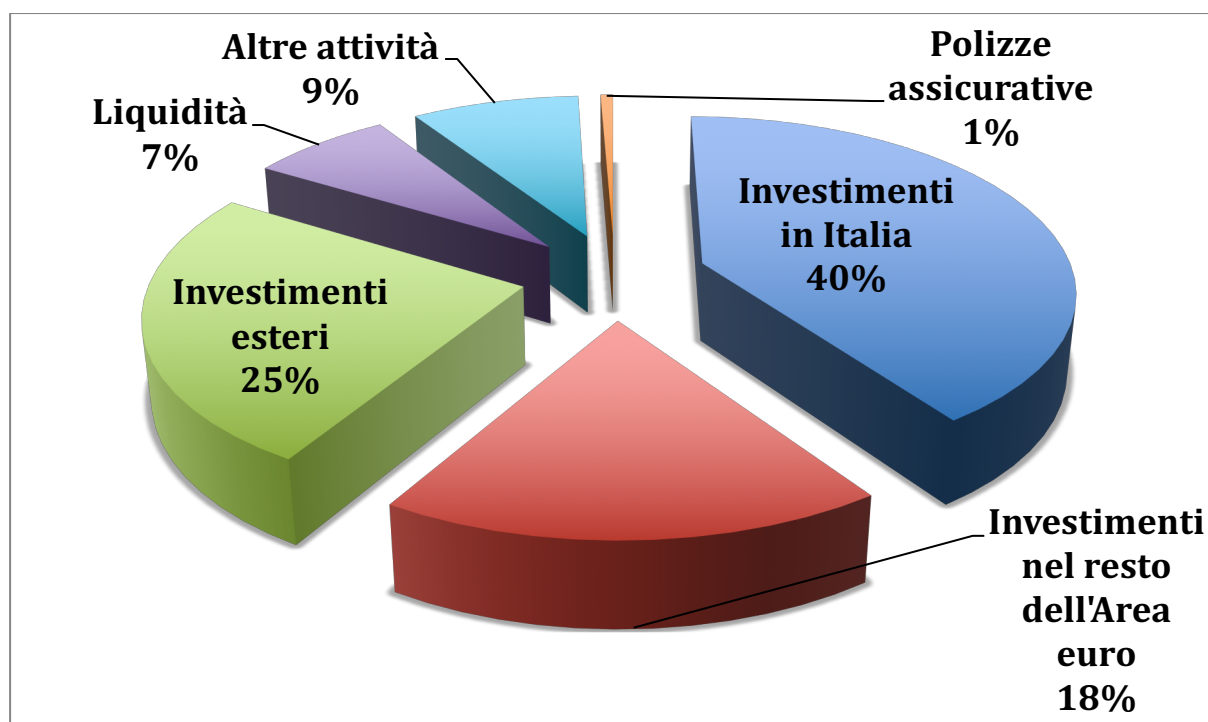 Altre attività
9%
Polizze
assicurative
1%
Liquidità
7%
Investimenti
in Italia
40%
Investimenti
esteri
25%
Investimenti
nel resto
dell'Area
euro
18%